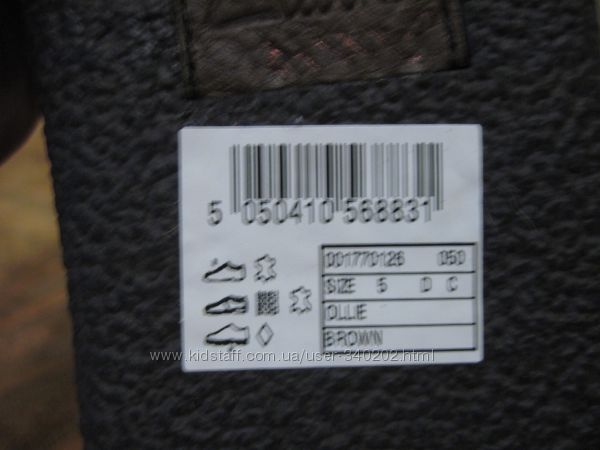 5 050410 568831
001770126 050
SIZE 5 D C
OLLIE
BROWN
www.kidstaff.com.ua/user-340202.html